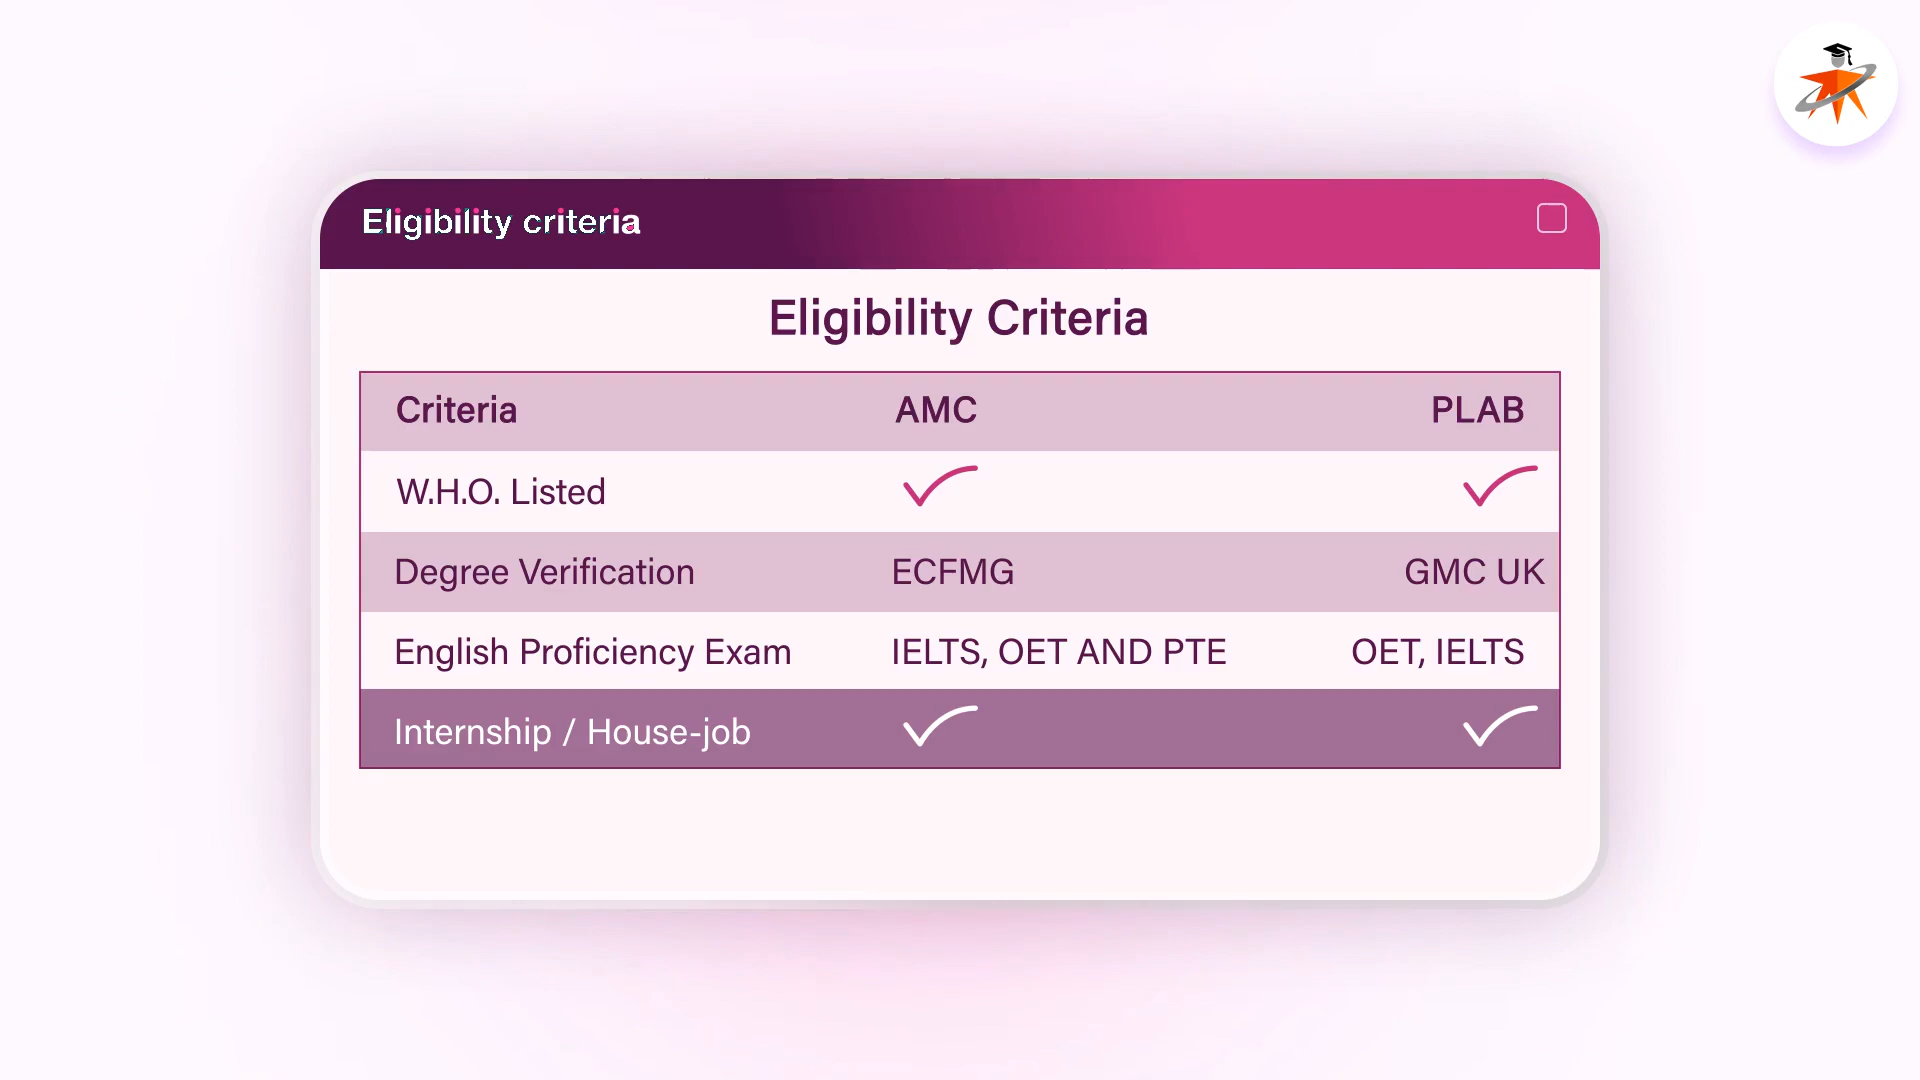 Eligibility criteria
Eligibility Criteria
Criteria AMC PLAB
W.H.O. Listed
Degree Verification ECFMG GMC UK
English Proficiency Exam IELTS, OET AND PTE OET, IELTS
Internship / House-job